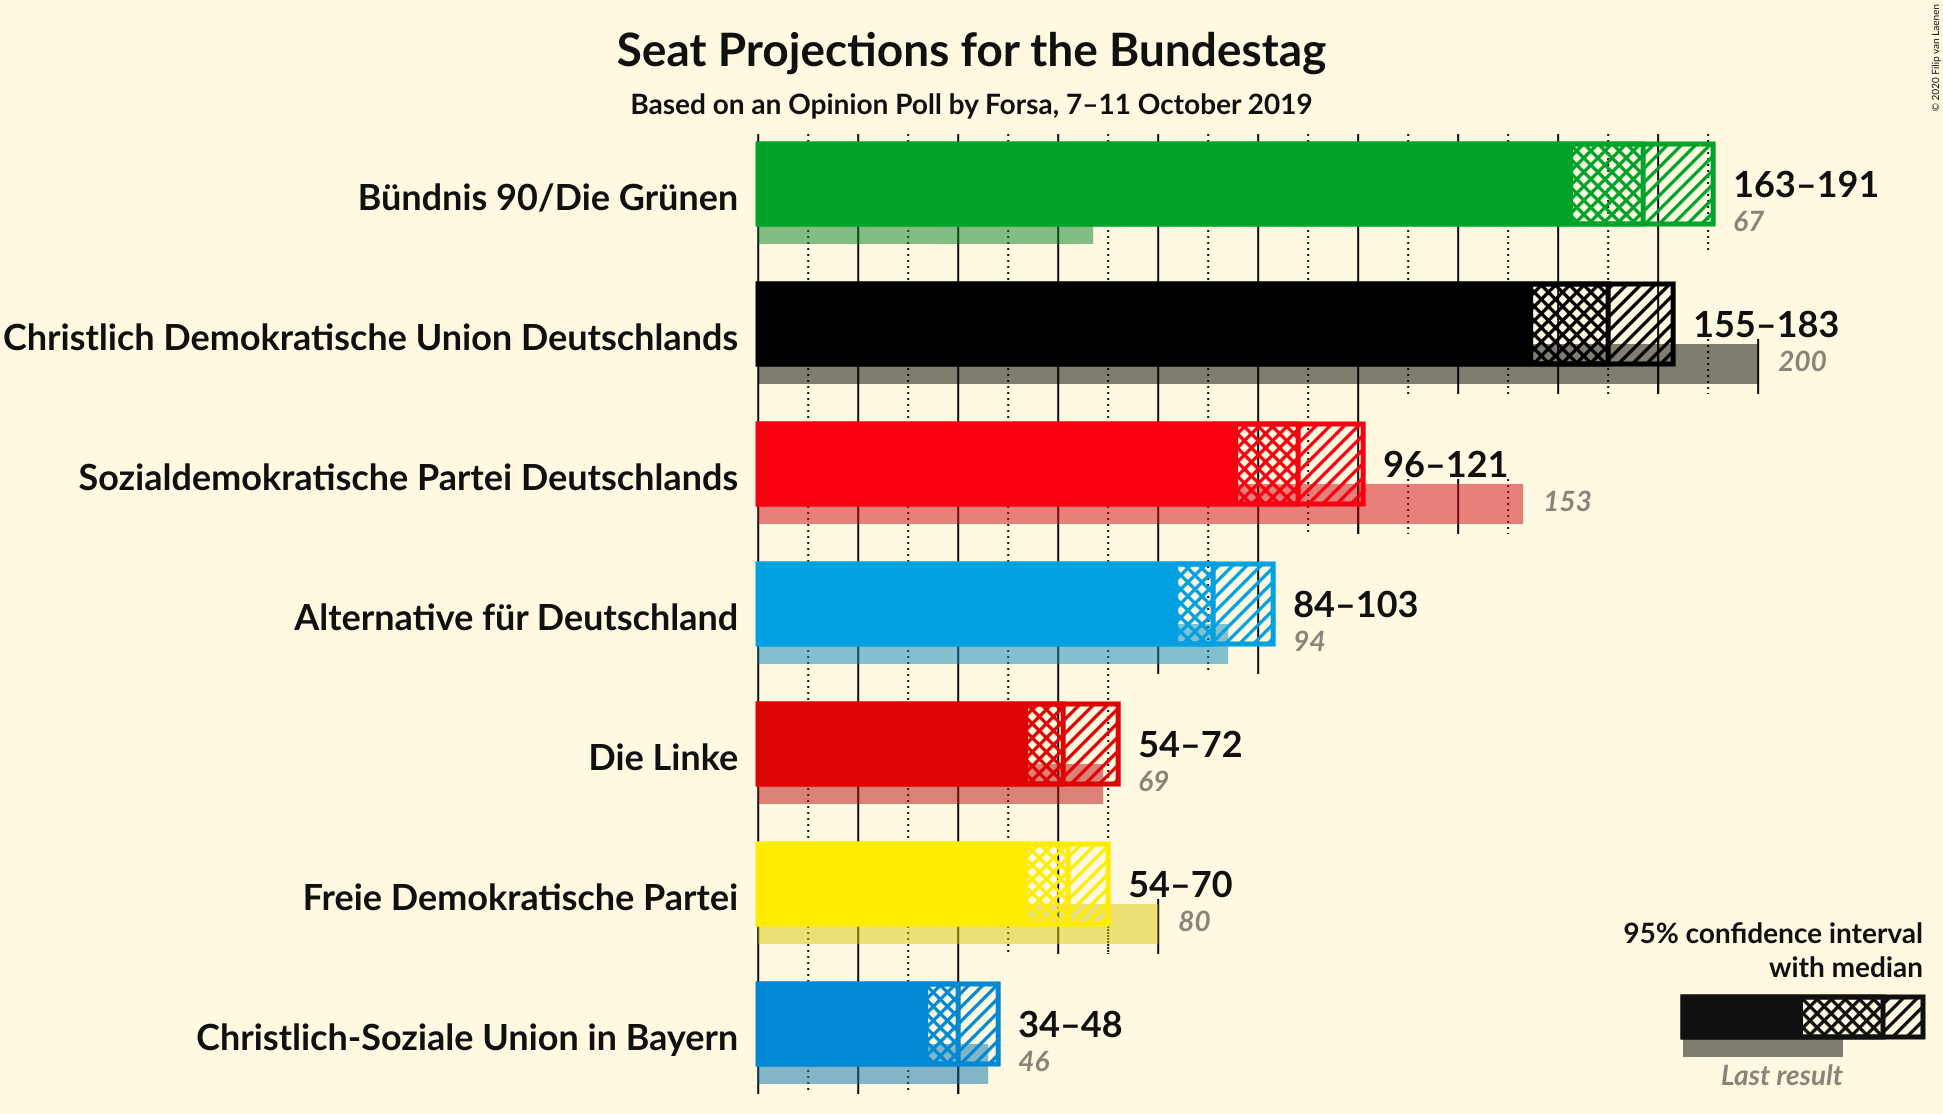 Seat Projections for the Bundestag
Based on an Opinion Poll by Forsa, 7–11 October 2019
© 2020 Filip van Laenen
Bündnis 90/Die Grünen
163–191
67
Christlich Demokratische Union Deutschlands
155–183
200
Sozialdemokratische Partei Deutschlands
96–121
153
Alternative für Deutschland
84–103
94
Die Linke
54–72
69
Freie Demokratische Partei
54–70
80
Christlich-Soziale Union in Bayern
34–48
46
95% confidence interval
with median
Last result